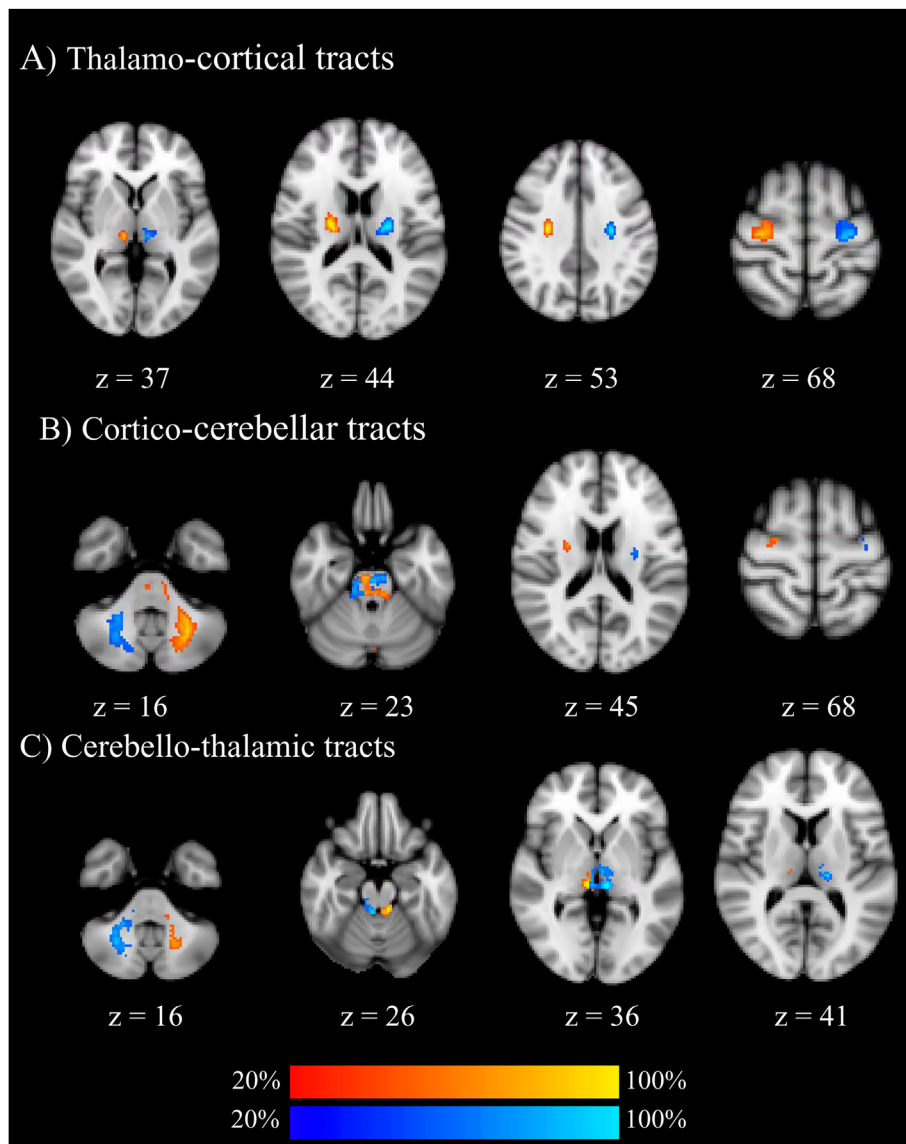 A) Thalamo-cortical tracts
z = 37 z = 44 z = 53 z = 68
B) Cortico-cerebellar tracts
z = 16 z = 23 z = 45 z = 68
C) Cerebello-thalamic tracts
z = 16 z = 26 z = 36 z = 41
20% 100%
20% 100%